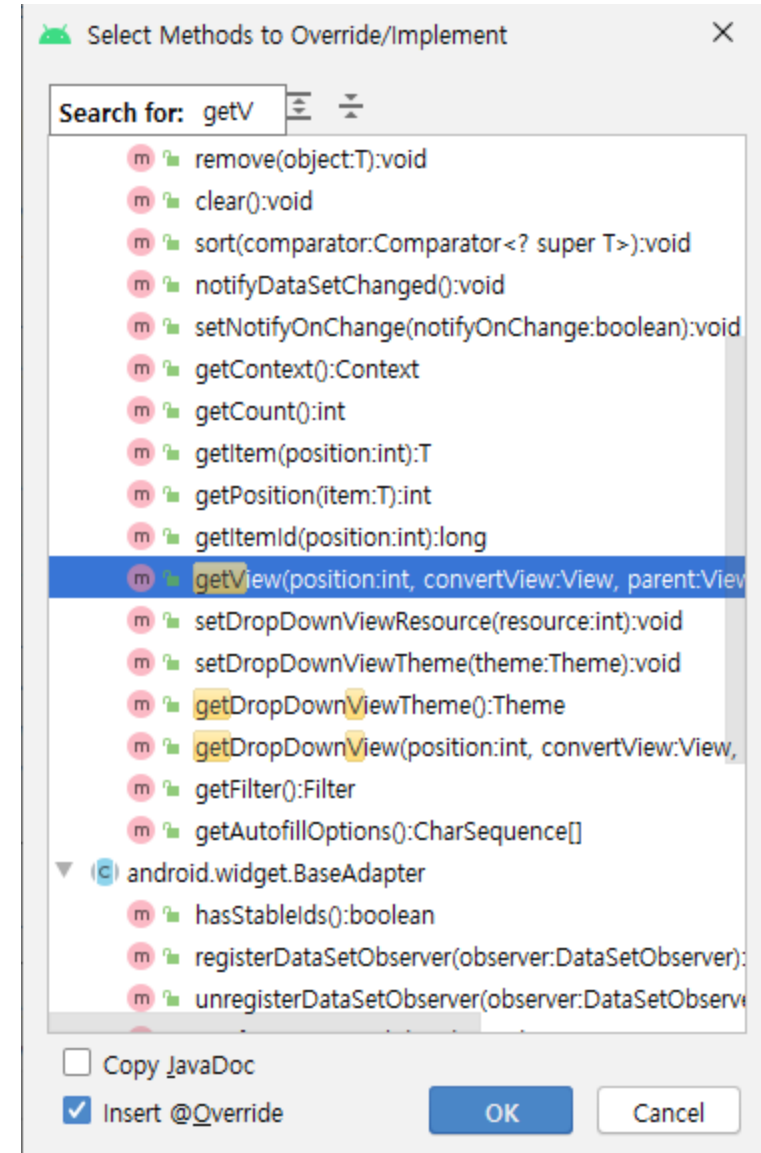 Select Methods to Override/Implement
Search for: getV
remove(object:T):void
clear():void
sort(comparator:Comparator<? super T>):void
notifyDataSetChanged():void
setNotifyOnChange(notifyOnChange:boolean):void
getContext():Context
getCount():int
getItem(position:int):T
getPosition(item:T):int
getItemId(position:int):long
getView(position:int, convertView:View, parent:View
setDropDownViewResource(resource:int):void
setDropDownViewTheme(theme:Theme):void
getDropDownViewTheme():Theme
getDropDownView(position:int, convertView:View,
getFilter():Filter
getAutofillOptions():CharSequence[]
android.widget.BaseAdapter
hasStableIds():boolean
registerDataSetObserver(observer:DataSetObserver):
unregisterDataSetObserver(observer:DataSetObserve
Copy JavaDoc
Insert @Override
OK Cancel